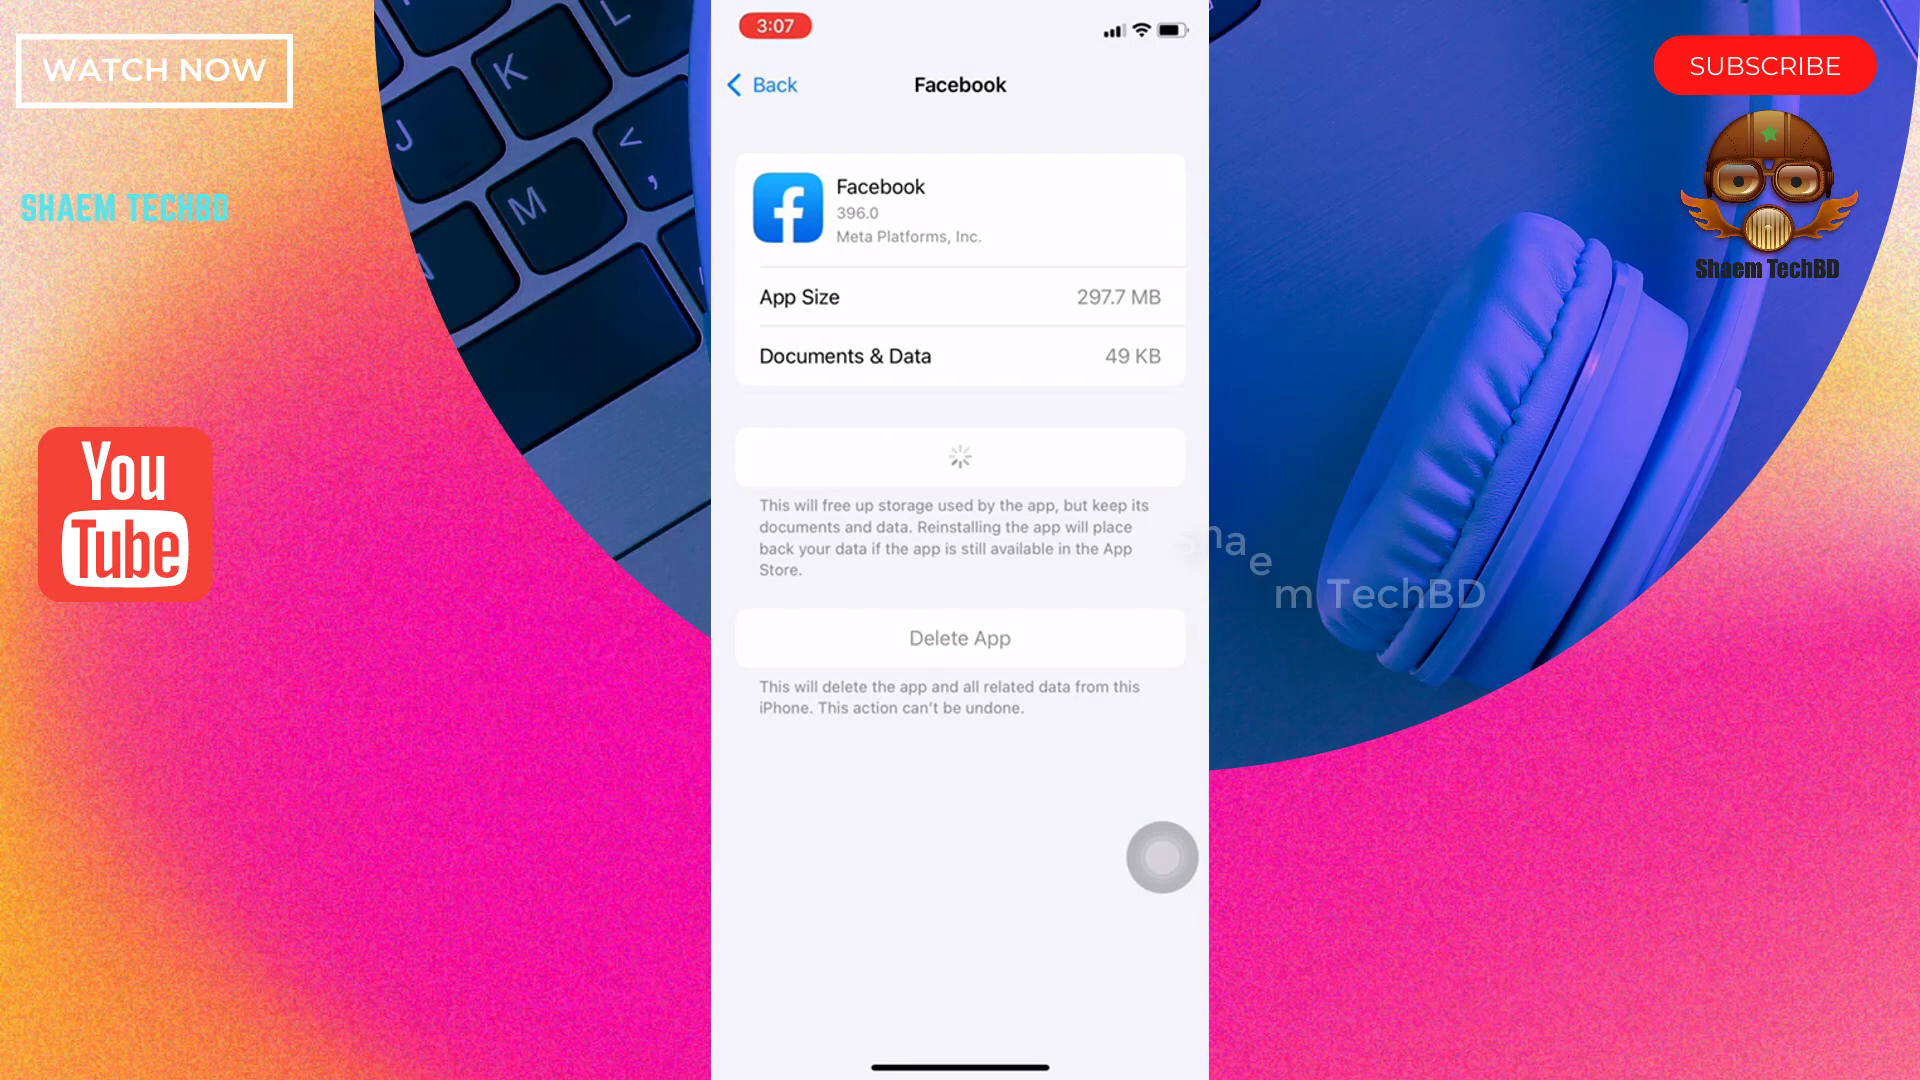 WATCH NOW
SHAEM TECHBD
You
Tube
K
L
J
<
,
M
3:07
Back
Facebook
Facebook
396.0
Meta Platforms, Inc.
App Size
297.7 MB
Documents & Data
49 KB
This will free up storage used by the app, but keep its
documents and data. Reinstalling the app will place
back your data if the app is still available in the App
Store.
Delete App
This will delete the app and all related data from this
iPhone. This action can't be undone.
SUBSCRIBE
Shaem TechBD
Shaem TechBD